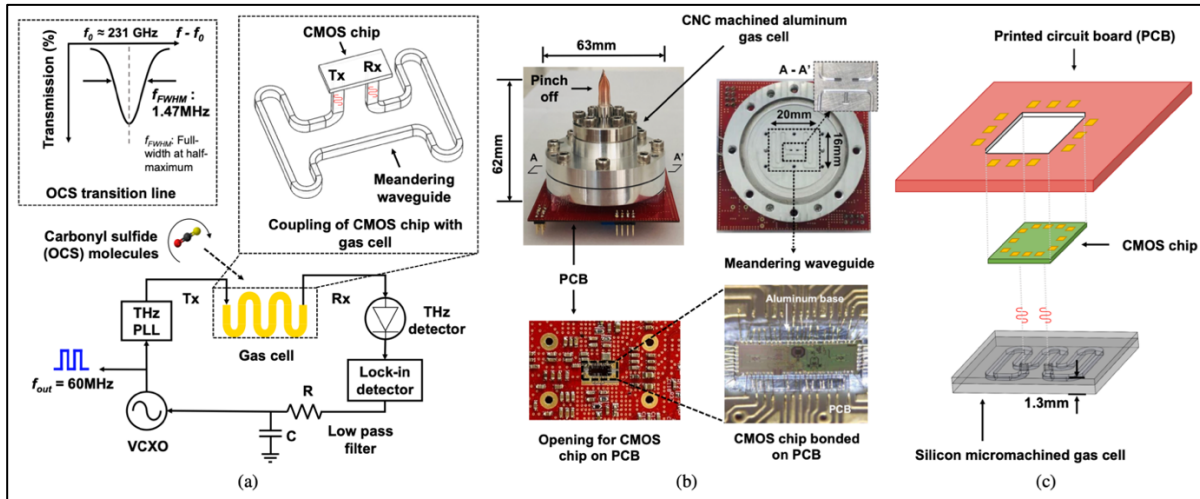 f₀ ≈ 231 GHz
f - f₀
Transmission (%)
f_FWHM :
1.47MHz
f_FWHM: Full-
width at half-
maximum
OCS transition line
CMOS chip
Tx
Rx
Meandering
waveguide
Coupling of CMOS chip with
gas cell
Carbonyl sulfide
(OCS) molecules
Tx
Rx
THz
PLL
THz
detector
Gas cell
f_out = 60MHz
Lock-in
detector
R
C
Low pass
filter
VCXO
(a)
63mm
CNC machined aluminum
gas cell
Pinch
off
62mm
A
A'
A - A'
20mm
16mm
PCB
Meandering waveguide
Aluminum base
PCB
Opening for CMOS
chip on PCB
CMOS chip bonded
on PCB
(b)
Printed circuit board (PCB)
CMOS chip
1.3mm
Silicon micromachined gas cell
(c)